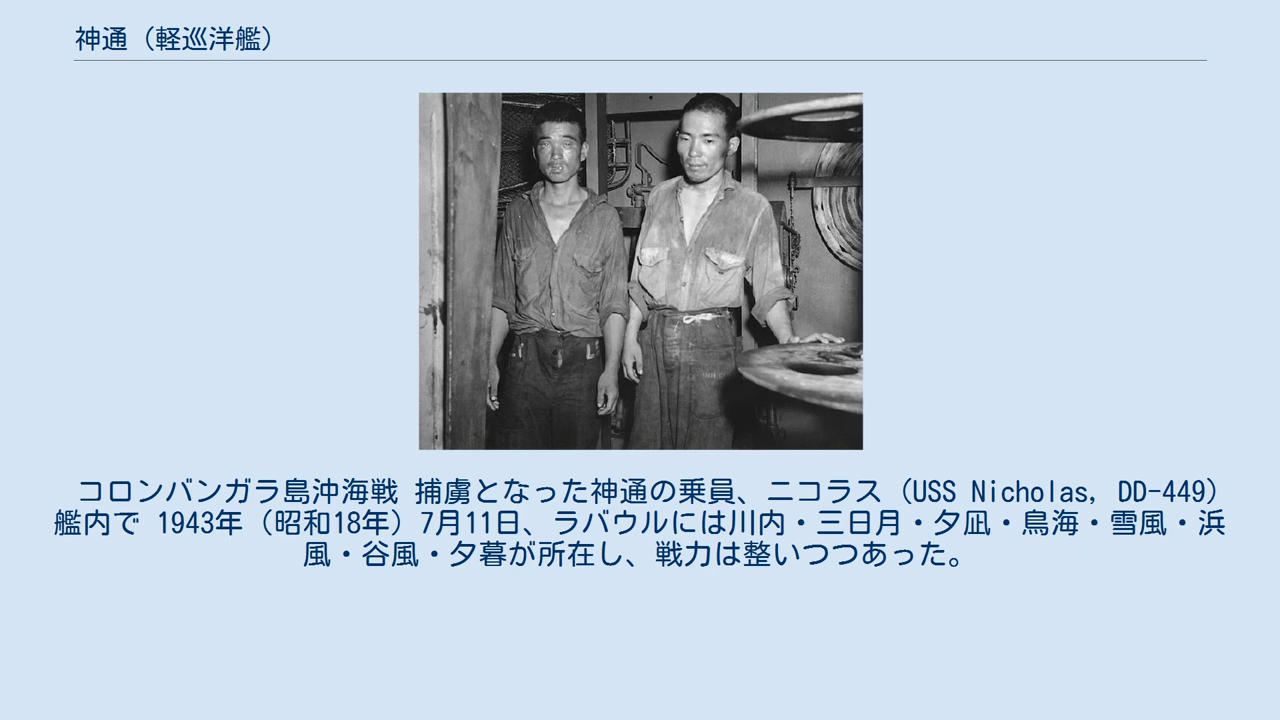 神通（軽巡洋艦）
コロンバンガラ島沖海戦 捕虜となった神通の乗員、ニコラス（USS Nicholas, DD-449）
艦内で 1943年（昭和18年）7月11日、ラバウルには川内・三日月・夕凪・鳥海・雪風・浜
風・谷風・夕暮が所在し、戦力は整いつつあった。